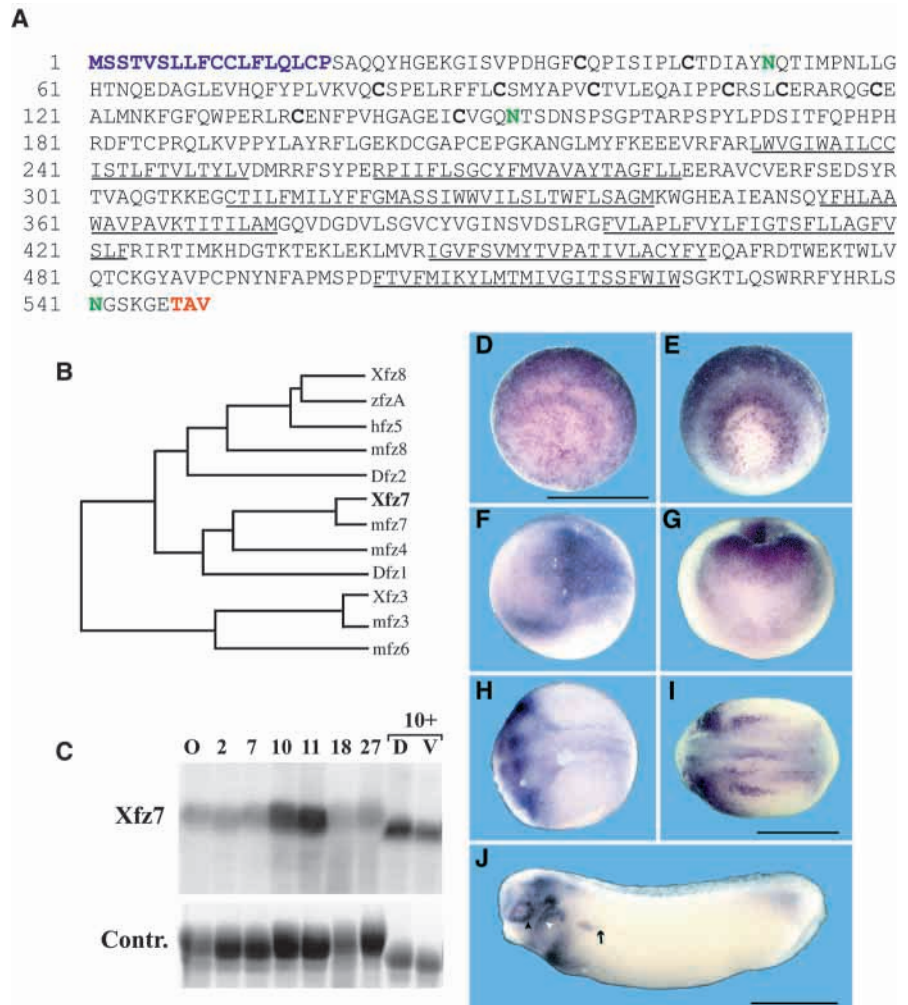 A
1 MSSTVSLLFCCLFLQLCPSAQQYHGEKGISVPDHGFCQPISIPLCTDIAYNQTIMPNLLG
61 HTNQEDAGLEVHQFYPLVKVQCSPELRFFLCSMYAPVCTVLEQAIPPCRSLCERARQGCE
121 ALMNKFGFQWPERLRCENFPVHGAGEICVGQNTSDNSPSGPTARPSPYLPDSITFQPHPH
181 RDFTCPRQLKVPPYLAYRFLGEKDCGAPCEPGKANGLMYFKEEEVRFARLWVGIWAILCC
241 ISTLFTVLTYLVDMRRFSYPERPIIFLSGCYFMVAVAYTAGFLLEERAVCVERFSEDSYR
301 TVAQGTKKEGCTILFMILYFFGMASSIWWVILSLTWFLSAGMKWGHEAIEANSQYFHLAA
361 WAVPAVKTITILAMGQVDGDVLSGVCYVGINSVDSLRGFVLAPLFVYLFIGTSFLLAGFV
421 SLFRIRTIMKHDGTKTEKLEKLMVRIGVFSVMYTVPATIVLACYFYEQAFRDTWEKTWLV
481 QTCKGYAVPCPNYNFAPMSPDFTVFMIKYLMTMIVGITSSFWIWSGKTLQSWRRFYHRLS
541 NGSKGETAV
B
Xfz8
zfzA
hfz5
mfz8
Dfz2
Xfz7
mfz7
mfz4
Dfz1
Xfz3
mfz3
mfz6
C
10+
O 2 7 10 11 18 27 D V
Xfz7
Contr.
D
E
F
G
H
I
J